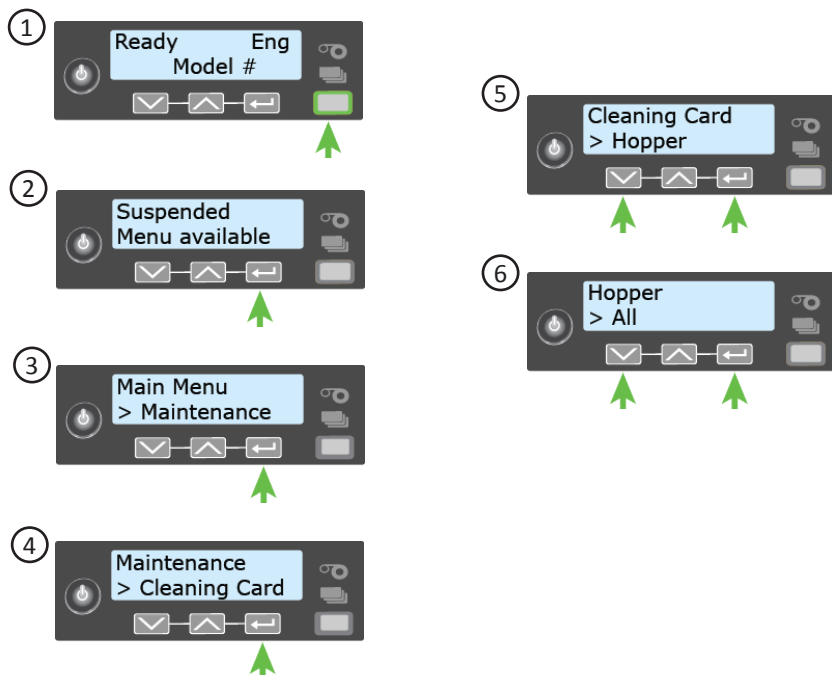 1
Ready Eng
Model #
2
Suspended
Menu available
3
Main Menu
> Maintenance
4
Maintenance
> Cleaning Card
5
Cleaning Card
> Hopper
6
Hopper
> All